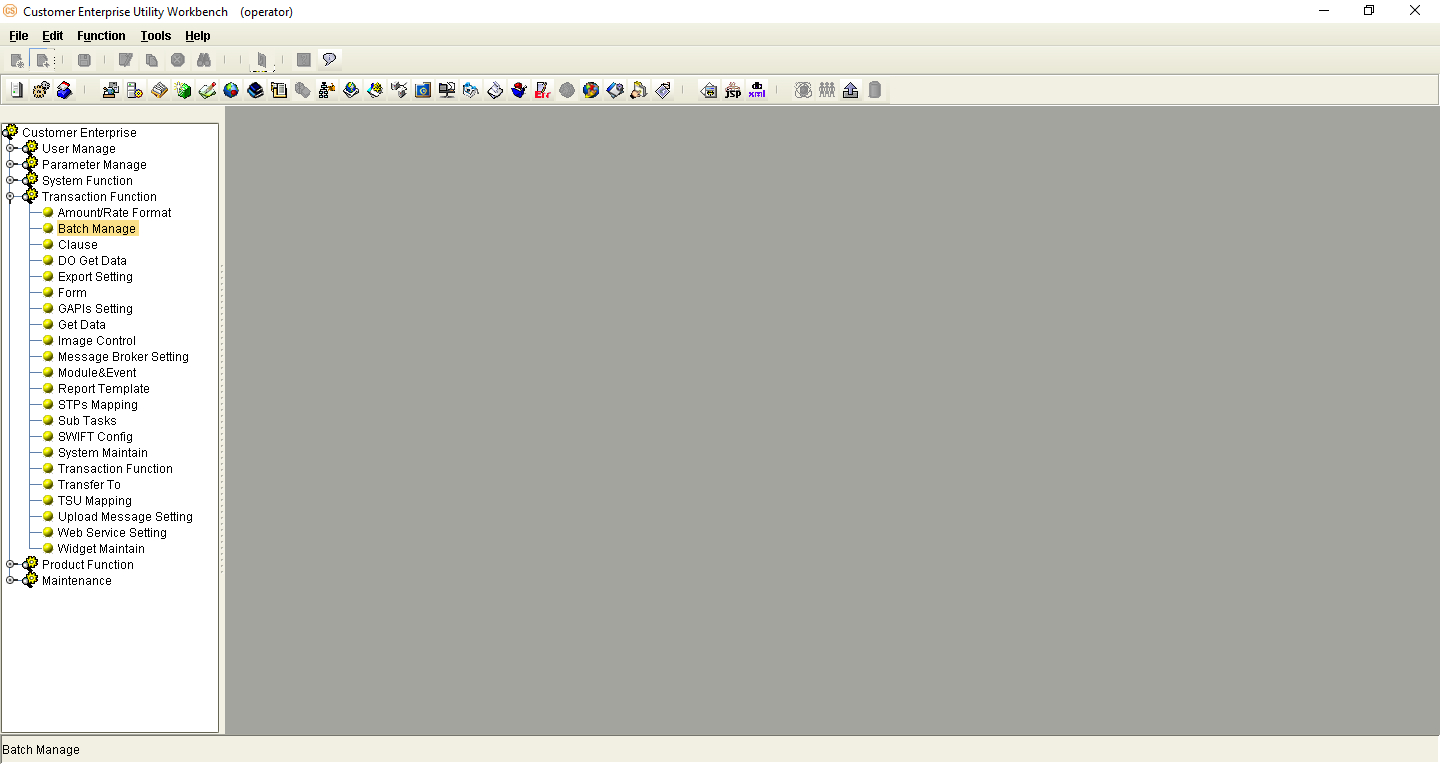 Customer Enterprise Utility Workbench (operator)
File Edit Function Tools Help
jsp
xml
Customer Enterprise
User Manage
Parameter Manage
System Function
Transaction Function
Amount/Rate Format
Batch Manage
Clause
DO Get Data
Export Setting
Form
GAPIs Setting
Get Data
Image Control
Message Broker Setting
Module&Event
Report Template
STPs Mapping
Sub Tasks
SWIFT Config
System Maintain
Transaction Function
Transfer To
TSU Mapping
Upload Message Setting
Web Service Setting
Widget Maintain
Product Function
Maintenance
Batch Manage